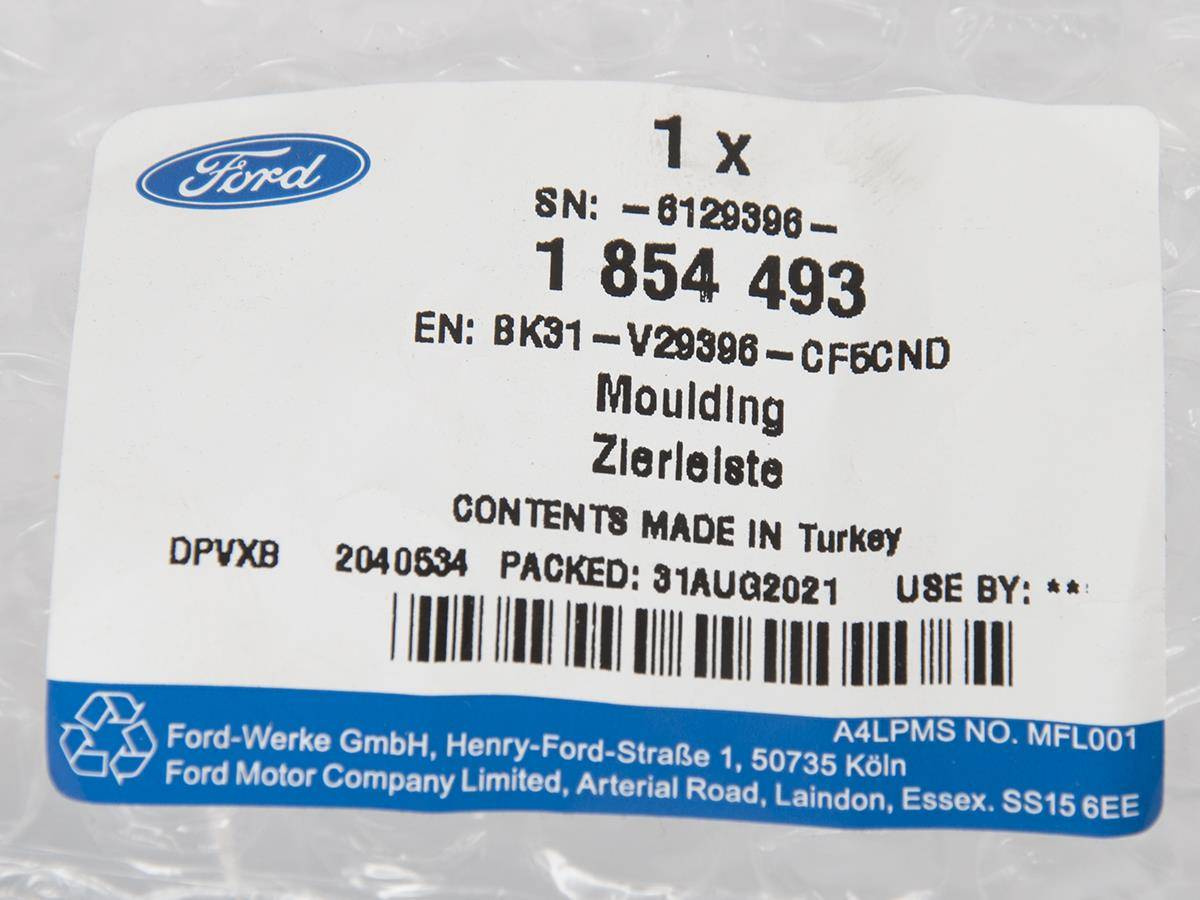 Ford
1 x
SN: -6129396-
1 854 493
EN: BK31-V29396-CF5CND
Moulding
Zierleiste
CONTENTS MADE IN Turkey
DPVXB 2040534 PACKED: 31AUG2021 USE BY: **
A4LPMS NO. MFL001
Ford-Werke GmbH, Henry-Ford-Straße 1, 50735 Köln
Ford Motor Company Limited, Arterial Road, Laindon, Essex. SS15 6EE